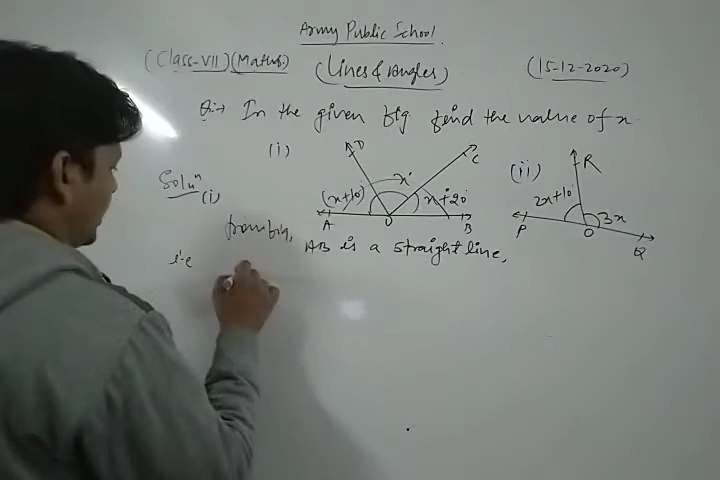 Army Public School.
(Class-VII) (Maths)
(Lines & Angles)
(15-12-2020)
Q:→ In the given fig find the value of x.
(i)
D
C
x°
(x+10°)
x+20°
A
O
B
(ii)
R
2x+10°
3x
P
O
Q
Soluⁿ
(i)
from fig, AB is a straight line,
i.e